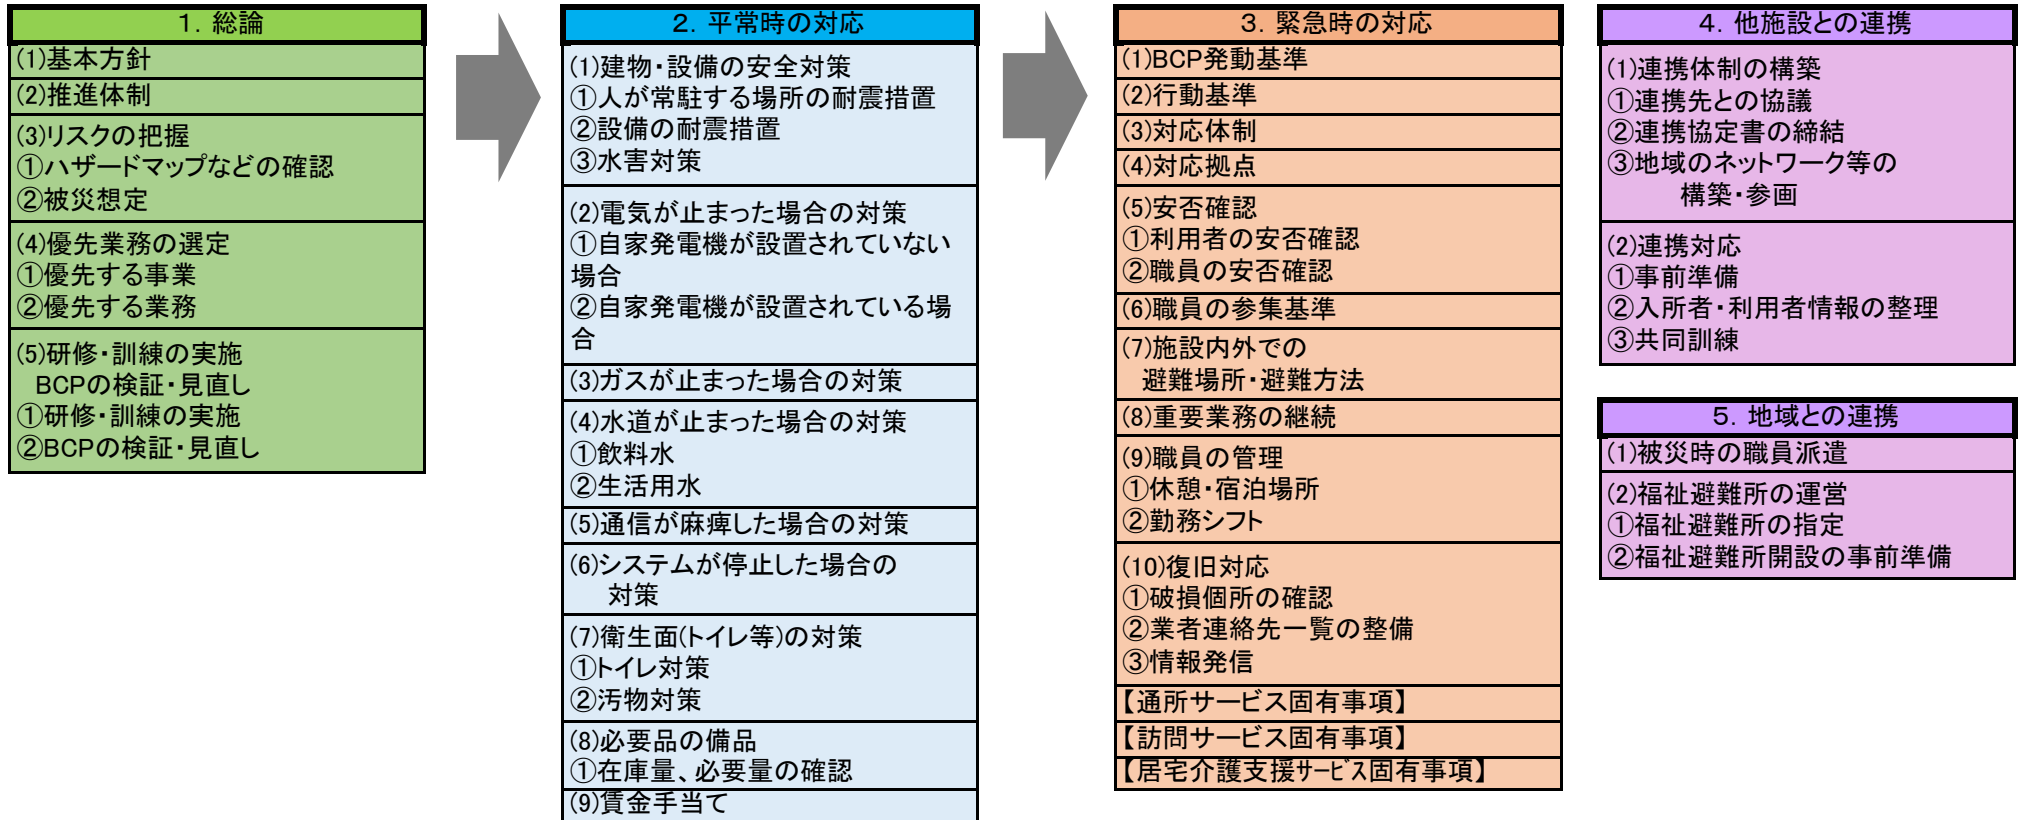 1．総論
(1)基本方針
(2)推進体制
(3)リスクの把握
①ハザードマップなどの確認
②被災想定
(4)優先業務の選定
①優先する事業
②優先する業務
(5)研修・訓練の実施
BCPの検証・見直し
①研修・訓練の実施
②BCPの検証・見直し
2．平常時の対応
(1)建物・設備の安全対策
①人が常駐する場所の耐震措置
②設備の耐震措置
③水害対策
(2)電気が止まった場合の対策
①自家発電機が設置されていない
場合
②自家発電機が設置されている場
合
(3)ガスが止まった場合の対策
(4)水道が止まった場合の対策
①飲料水
②生活用水
(5)通信が麻痺した場合の対策
(6)システムが停止した場合の
対策
(7)衛生面(トイレ等)の対策
①トイレ対策
②汚物対策
(8)必要品の備品
①在庫量、必要量の確認
(9)賃金手当て
3．緊急時の対応
(1)BCP発動基準
(2)行動基準
(3)対応体制
(4)対応拠点
(5)安否確認
①利用者の安否確認
②職員の安否確認
(6)職員の参集基準
(7)施設内外での
避難場所・避難方法
(8)重要業務の継続
(9)職員の管理
①休憩・宿泊場所
②勤務シフト
(10)復旧対応
①破損個所の確認
②業者連絡先一覧の整備
③情報発信
【通所サービス固有事項】
【訪問サービス固有事項】
【居宅介護支援ｻｰﾋﾞｽ固有事項】
4．他施設との連携
(1)連携体制の構築
①連携先との協議
②連携協定書の締結
③地域のネットワーク等の
構築・参画
(2)連携対応
①事前準備
②入所者・利用者情報の整理
③共同訓練
5．地域との連携
(1)被災時の職員派遣
(2)福祉避難所の運営
①福祉避難所の指定
②福祉避難所開設の事前準備